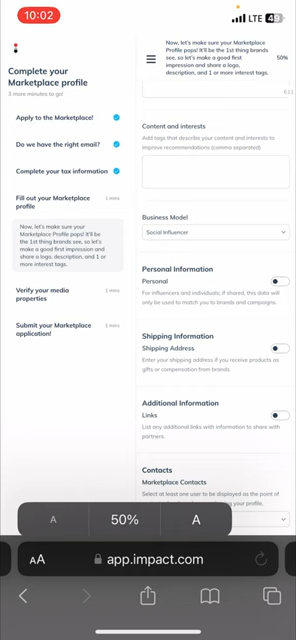 10:02
LTE 49
Complete your
Marketplace profile
3 more minutes to go!
Apply to the Marketplace!
Do we have the right email?
Complete your tax information
Fill out your Marketplace
profile
1 mins
Now, let's make sure your
Marketplace Profile pops! It'll be
the 1st thing brands see, so let's
make a good first impression and
share a logo, description, and 1 or
more interest tags.
Verify your media
properties
1 mins
Submit your Marketplace
application!
1 mins
Now, let's make sure your Marketplace
Profile pops! It'll be the 1st thing brands
see, so let's make a good first
impression and share a logo,
description, and 1 or more interest tags.
50%
611
Content and interests
Add tags that describe your content and interests to
improve recommendations (comma separated)
Business Model
Social Influencer
Personal Information
Personal
For influencers and individuals; if shared, this data will
only be used to match you to brands and campaigns.
Shipping Information
Shipping Address
Enter your shipping address if you receive products as
gifts or compensation from brands.
Additional Information
Links
List any additional links with information to share with
partners.
Contacts
Marketplace Contacts
Select at least one user to be displayed as the point of
your profile.
A 50% A
AA app.impact.com